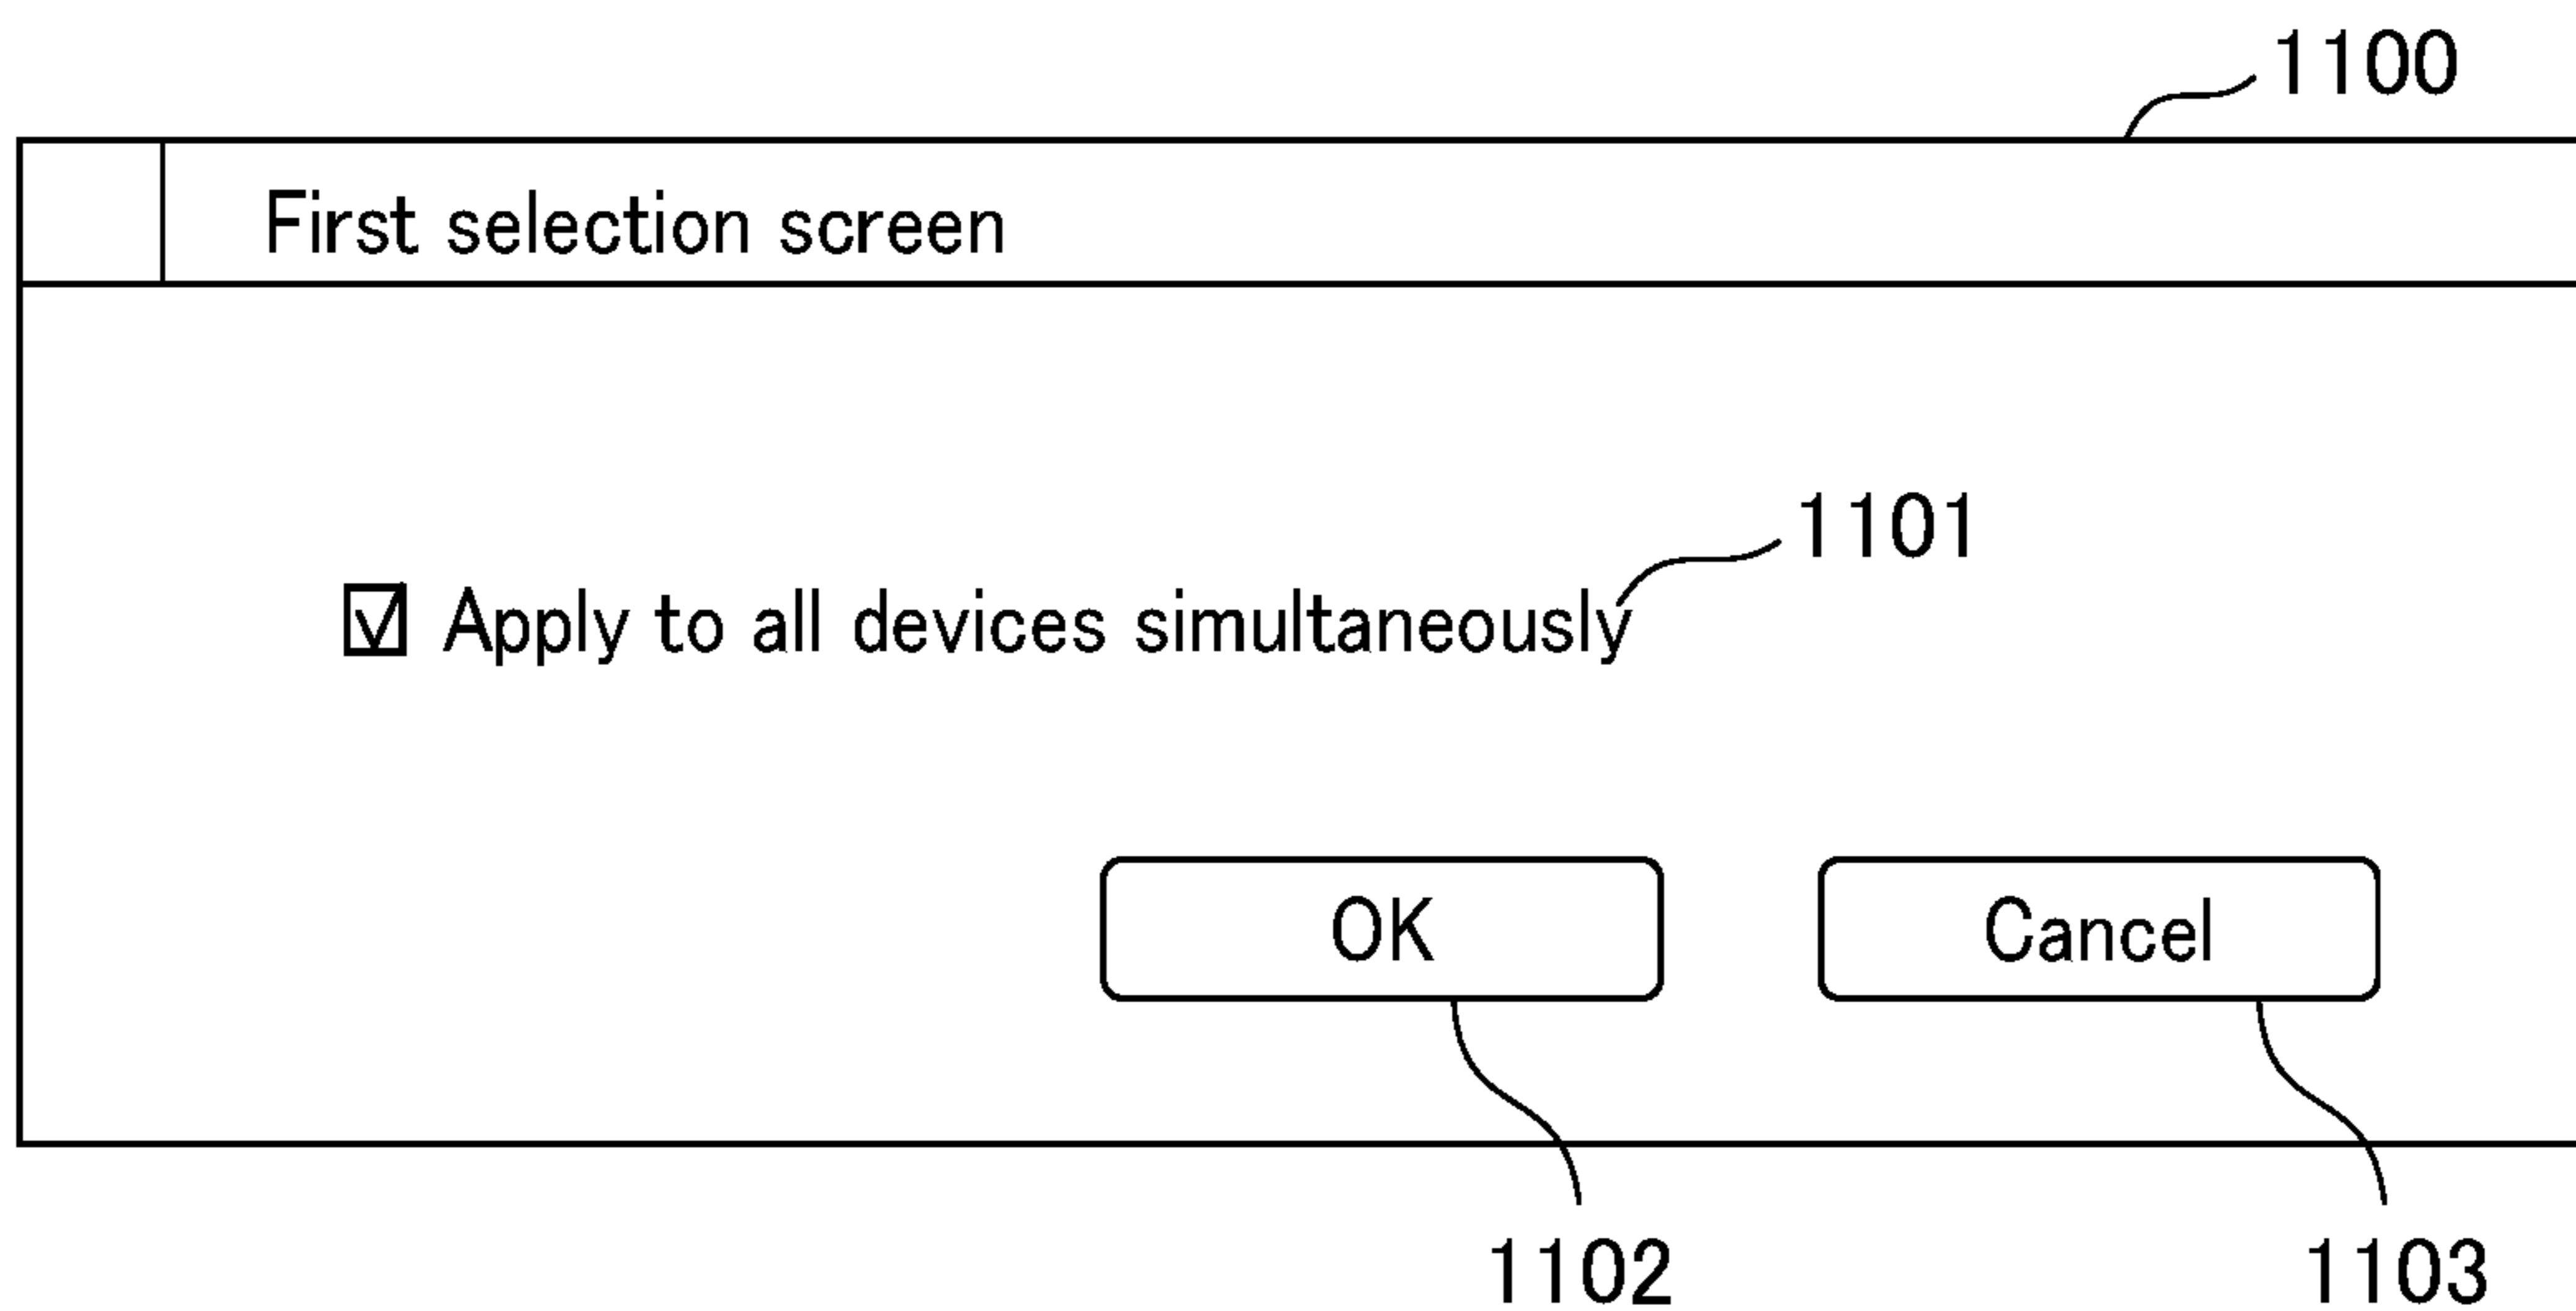 1100
First selection screen
1101
Apply to all devices simultaneously
OK Cancel
1102 1103